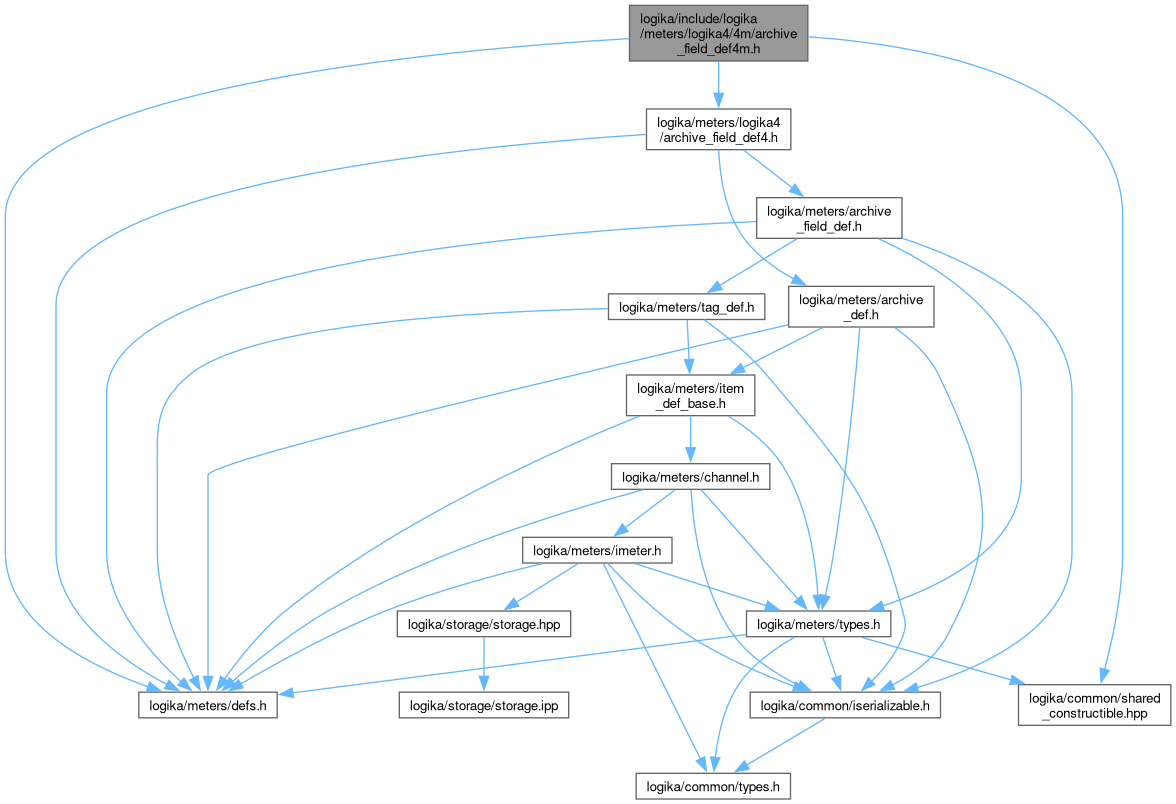 logika/include/logika
/meters/logika4/4m/archive
_field_def4m.h
logika/meters/logika4
/archive_field_def4.h
logika/meters/archive
_field_def.h
logika/meters/tag_def.h
logika/meters/archive
_def.h
logika/meters/item
_def_base.h
logika/meters/channel.h
logika/meters/imeter.h
logika/storage/storage.hpp
logika/meters/types.h
logika/meters/defs.h
logika/storage/storage.ipp
logika/common/iserializable.h
logika/common/shared
_constructible.hpp
logika/common/types.h